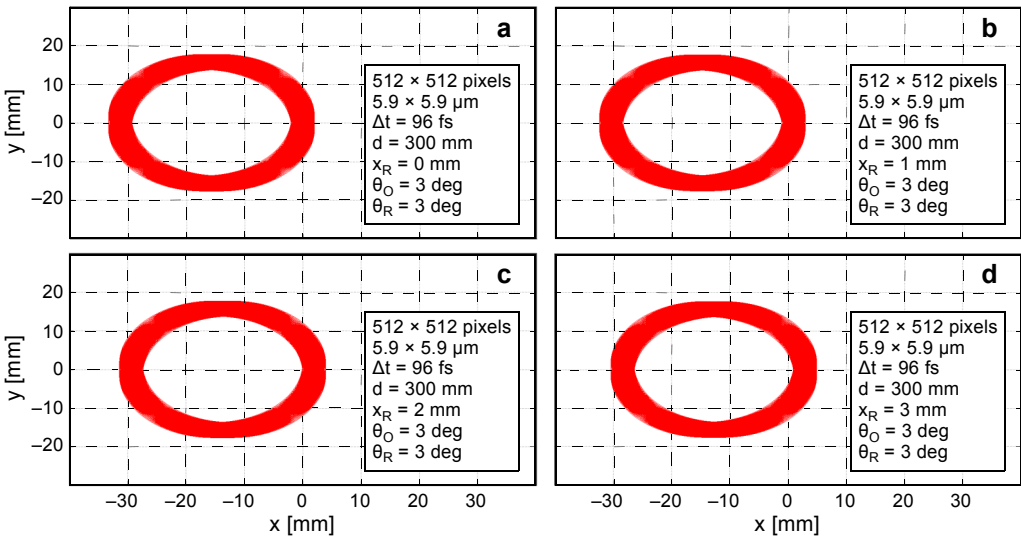 a
20
10
0
–10
–20
y [mm]
512 × 512 pixels
5.9 × 5.9 µm
Δt = 96 fs
d = 300 mm
x_R = 0 mm
θ_O = 3 deg
θ_R = 3 deg
b
512 × 512 pixels
5.9 × 5.9 µm
Δt = 96 fs
d = 300 mm
x_R = 1 mm
θ_O = 3 deg
θ_R = 3 deg
c
20
10
0
–10
–20
y [mm]
512 × 512 pixels
5.9 × 5.9 µm
Δt = 96 fs
d = 300 mm
x_R = 2 mm
θ_O = 3 deg
θ_R = 3 deg
–30 –20 –10 0 10 20 30
x [mm]
d
512 × 512 pixels
5.9 × 5.9 µm
Δt = 96 fs
d = 300 mm
x_R = 3 mm
θ_O = 3 deg
θ_R = 3 deg
–30 –20 –10 0 10 20 30
x [mm]